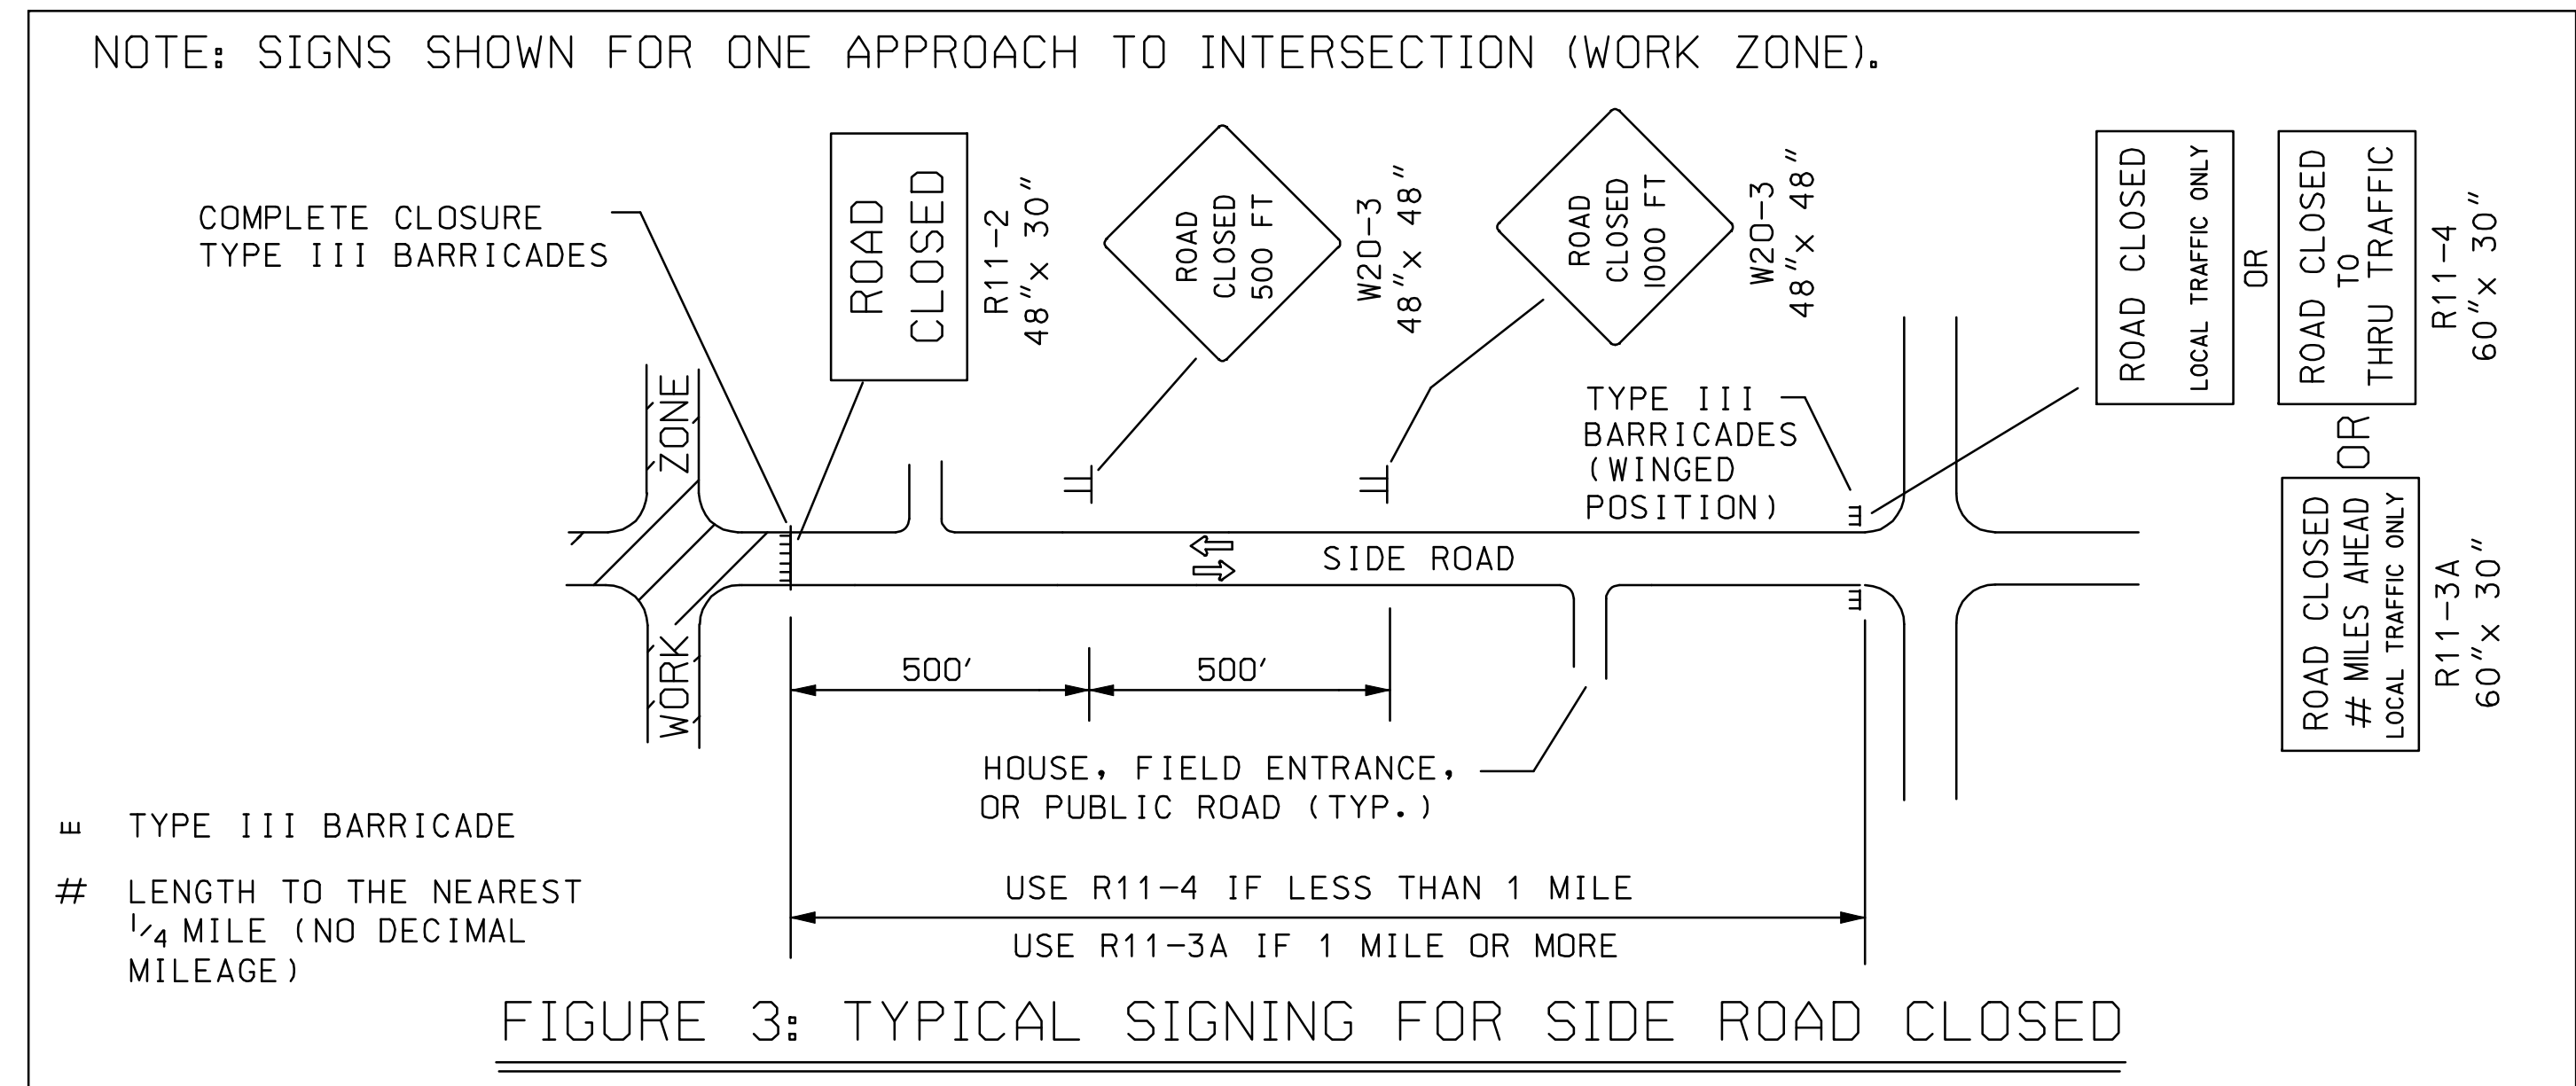 NOTE: SIGNS SHOWN FOR ONE APPROACH TO INTERSECTION (WORK ZONE).
COMPLETE CLOSURE
TYPE III BARRICADES
ROAD
CLOSED
R11-2
48"x 30"
ROAD
CLOSED
500 FT
W20-3
48"x 48"
ROAD
CLOSED
1000 FT
W20-3
48"x 48"
TYPE III
BARRICADES
(WINGED
POSITION)
ROAD CLOSED
LOCAL TRAFFIC ONLY
OR
ROAD CLOSED
TO
THRU TRAFFIC
R11-4
60"x 30"
OR
ROAD CLOSED
# MILES AHEAD
LOCAL TRAFFIC ONLY
R11-3A
60"x 30"
WORK ZONE
SIDE ROAD
500'
500'
HOUSE, FIELD ENTRANCE,
OR PUBLIC ROAD (TYP.)
USE R11-4 IF LESS THAN 1 MILE
USE R11-3A IF 1 MILE OR MORE
TYPE III BARRICADE
# LENGTH TO THE NEAREST
1/4 MILE (NO DECIMAL
MILEAGE)
FIGURE 3: TYPICAL SIGNING FOR SIDE ROAD CLOSED